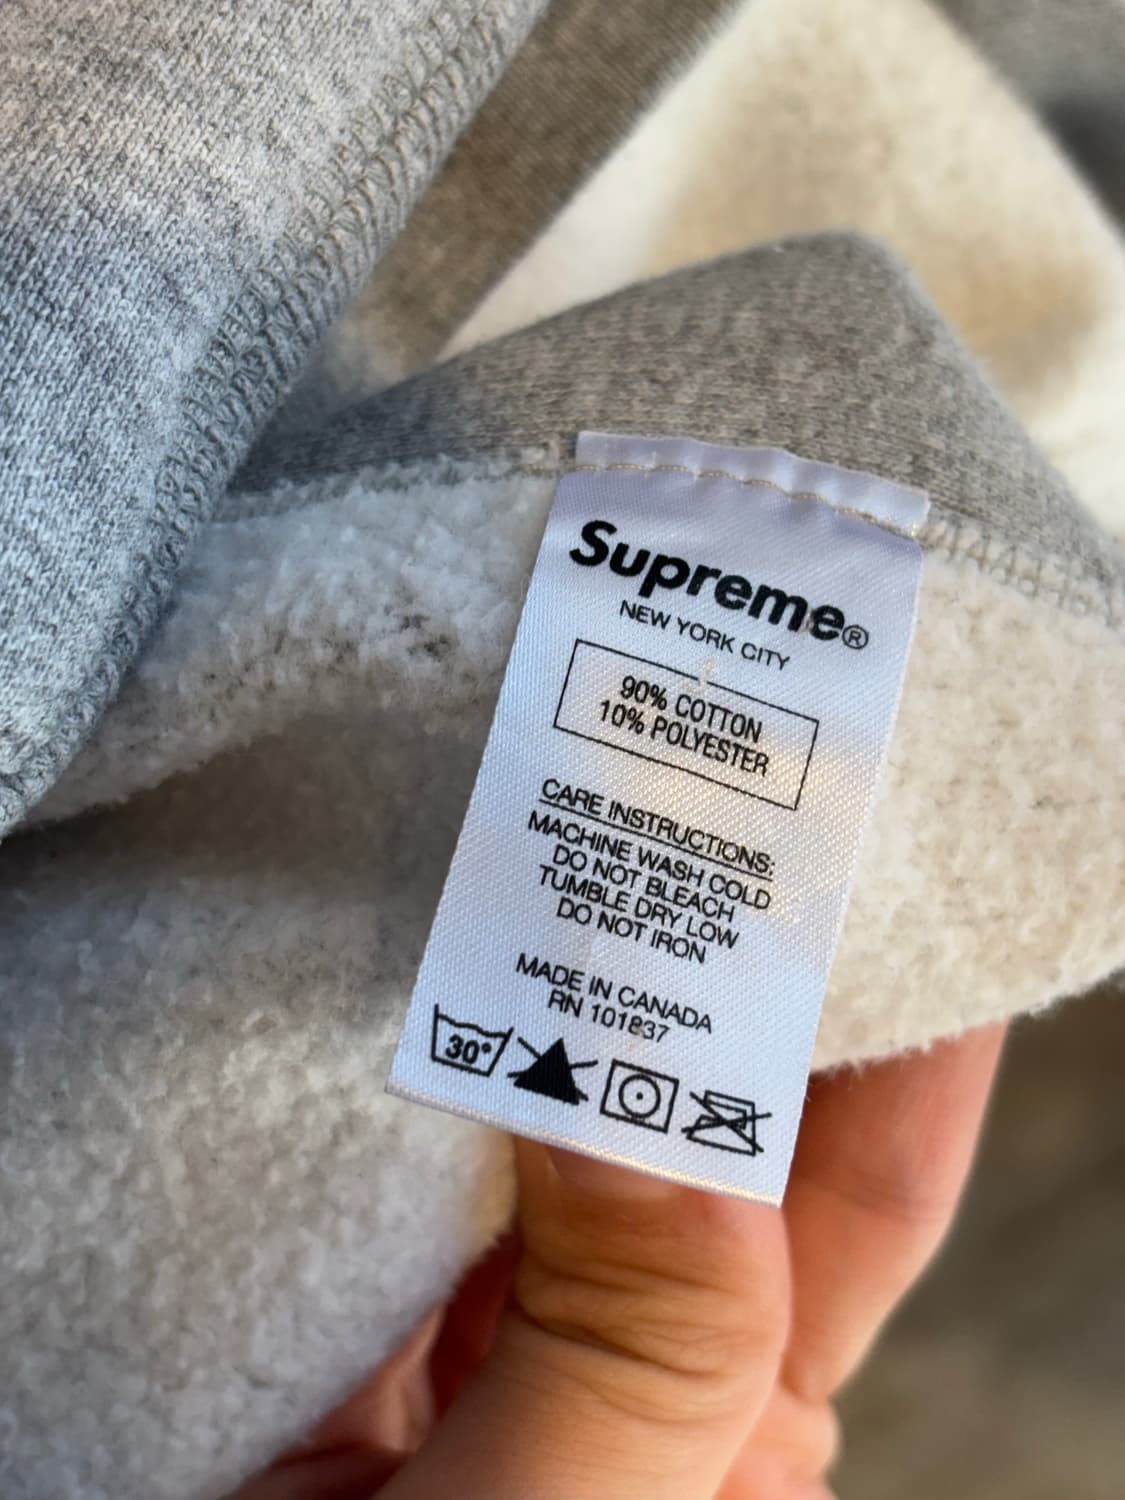 Supreme®
NEW YORK CITY
90% COTTON
10% POLYESTER
CARE INSTRUCTIONS:
MACHINE WASH COLD
DO NOT BLEACH
TUMBLE DRY LOW
DO NOT IRON
MADE IN CANADA
RN 101837
30°